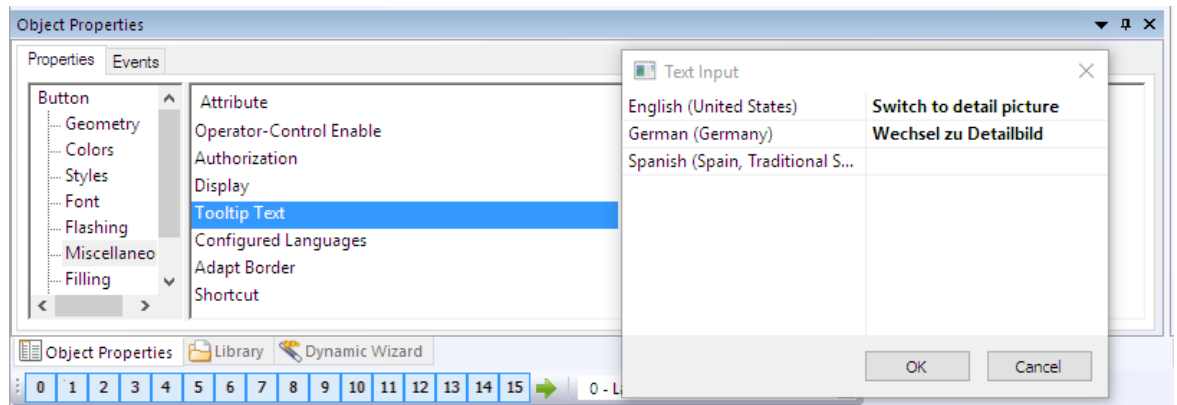 Object Properties
Properties Events
Button
Geometry
Colors
Styles
Font
Flashing
Miscellaneo
Filling
Attribute
Operator-Control Enable
Authorization
Display
Tooltip Text
Configured Languages
Adapt Border
Shortcut
Text Input
English (United States) Switch to detail picture
German (Germany) Wechsel zu Detailbild
Spanish (Spain, Traditional S...
OK Cancel
Object Properties Library Dynamic Wizard
0 1 2 3 4 5 6 7 8 9 10 11 12 13 14 15 0 - L